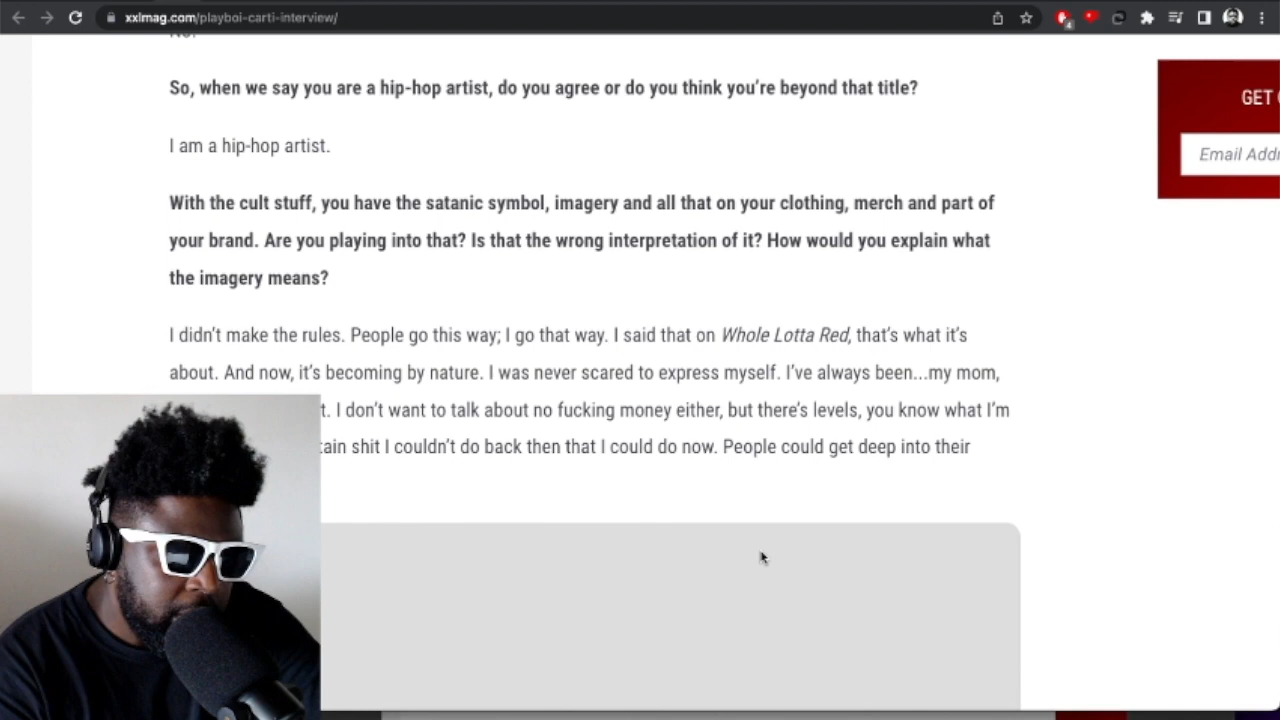 xxlmag.com/playboi-carti-interview/
4
No.
So, when we say you are a hip-hop artist, do you agree or do you think you're beyond that title?
GET
Email Addr
I am a hip-hop artist.
With the cult stuff, you have the satanic symbol, imagery and all that on your clothing, merch and part of
your brand. Are you playing into that? Is that the wrong interpretation of it? How would you explain what
the imagery means?
I didn't make the rules. People go this way; I go that way. I said that on Whole Lotta Red, that's what it's
about. And now, it's becoming by nature. I was never scared to express myself. I've always been...my mom,
t. I don't want to talk about no fucking money either, but there's levels, you know what I'm
tain shit I couldn't do back then that I could do now. People could get deep into their